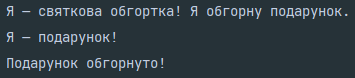 Я — святкова обгортка! Я обгорну подарунок.
Я — подарунок!
Подарунок обгорнуто!